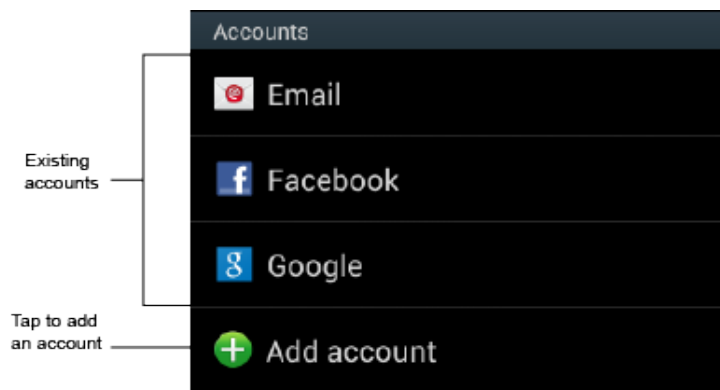 Accounts
Email
Facebook
Google
Add account
Existing
accounts
Tap to add
an account